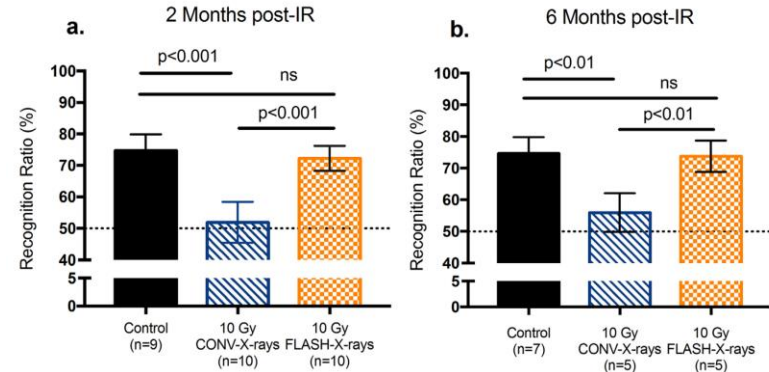 2 Months post-IR
a.
p<0.001
ns
p<0.001
Recognition Ratio (%)
100
90
80
70
60
50
40
5
0
Control
(n=9)
10 Gy
CONV-X-rays
(n=10)
10 Gy
FLASH-X-rays
(n=10)
6 Months post-IR
b.
p<0.01
ns
p<0.01
Recognition Ratio (%)
100
90
80
70
60
50
40
5
0
Control
(n=7)
10 Gy
CONV-X-rays
(n=5)
10 Gy
FLASH-X-rays
(n=5)